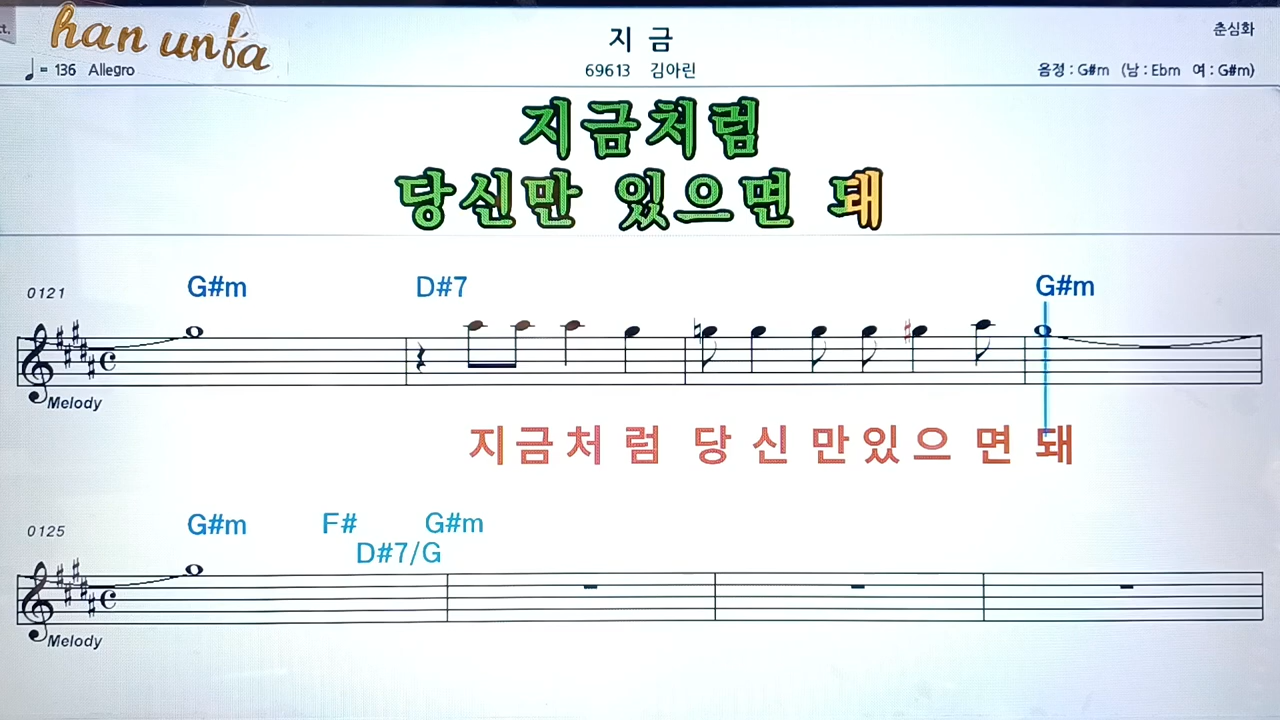 ct.
han unfa
지 금
춘심화
♩= 136 Allegro
69613 김아린
음정 : G#m (남 : Ebm 여 : G#m)
지금처럼
당신만 있으면 돼
0121
G#m D#7 G#m
Melody
지금처 럼 당 신 만있으 면 돼
0125
G#m F# G#m
D#7/G
Melody